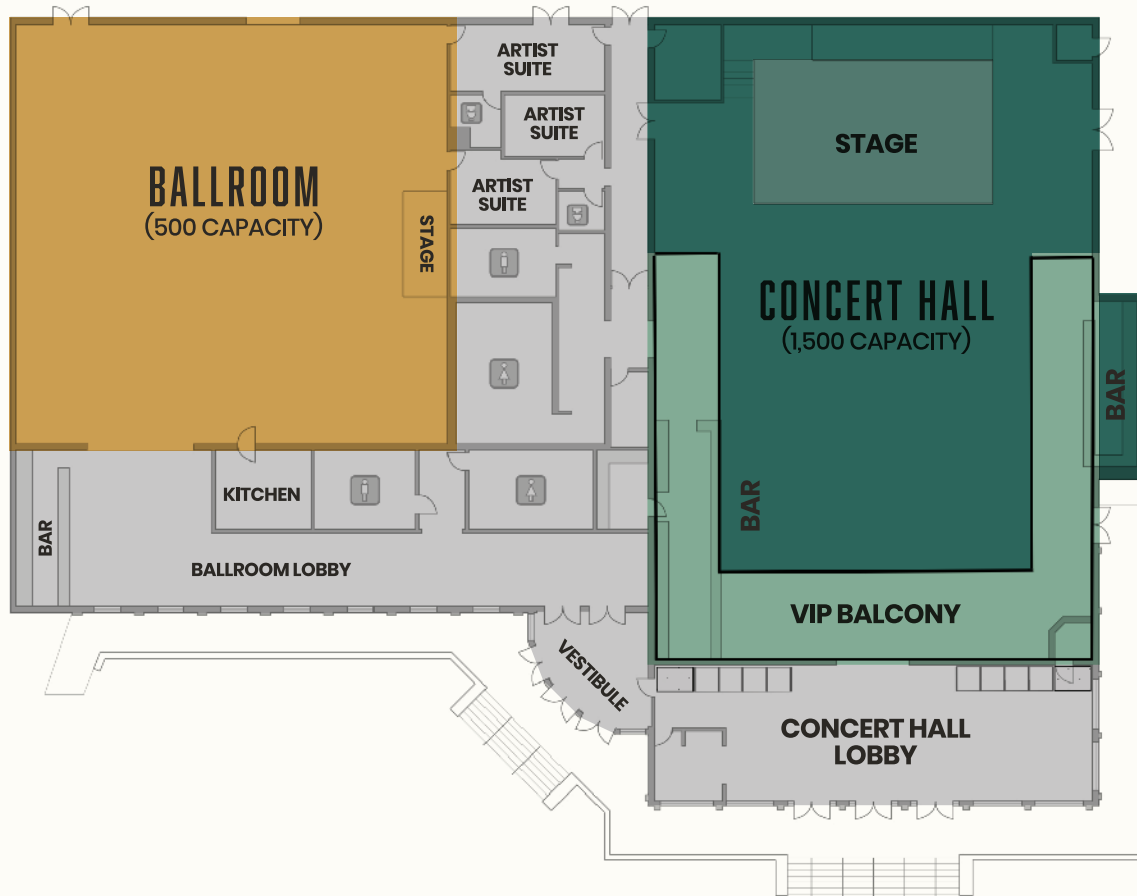 ARTIST
SUITE
ARTIST
SUITE
ARTIST
SUITE
BALLROOM
(500 CAPACITY)
STAGE
STAGE
CONCERT HALL
(1,500 CAPACITY)
BAR
BAR
KITCHEN
BAR
BALLROOM LOBBY
VIP BALCONY
VESTIBULE
CONCERT HALL
LOBBY